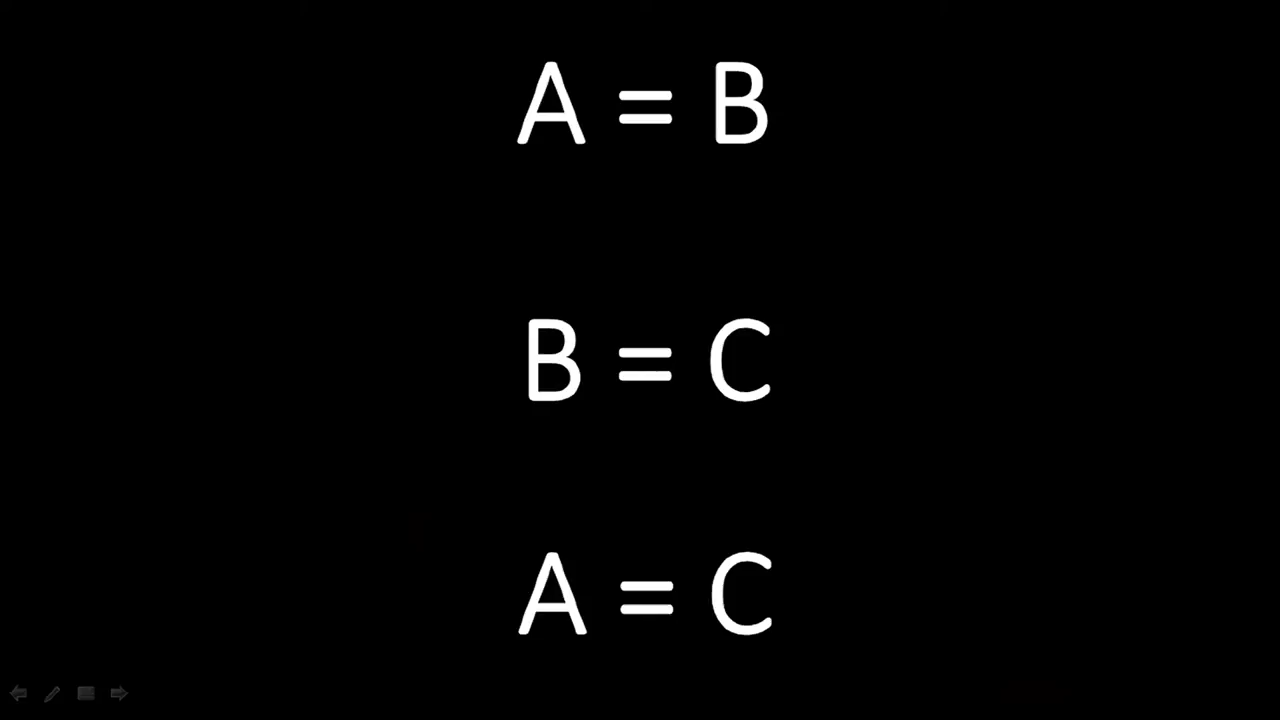 A = B
B = C
A = C